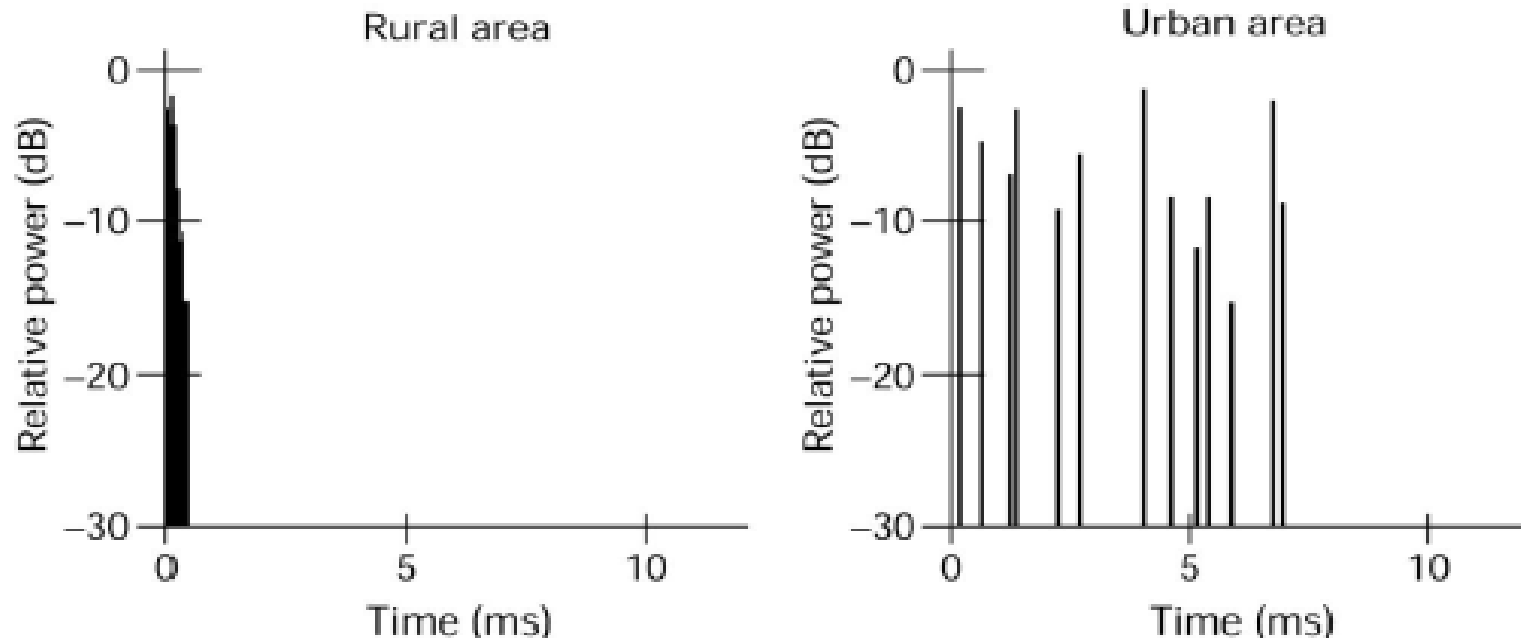 Rural area
Relative power (dB)
0
–10
–20
–30
0
5
10
Time (ms)
Urban area
Relative power (dB)
0
–10
–20
–30
0
5
10
Time (ms)